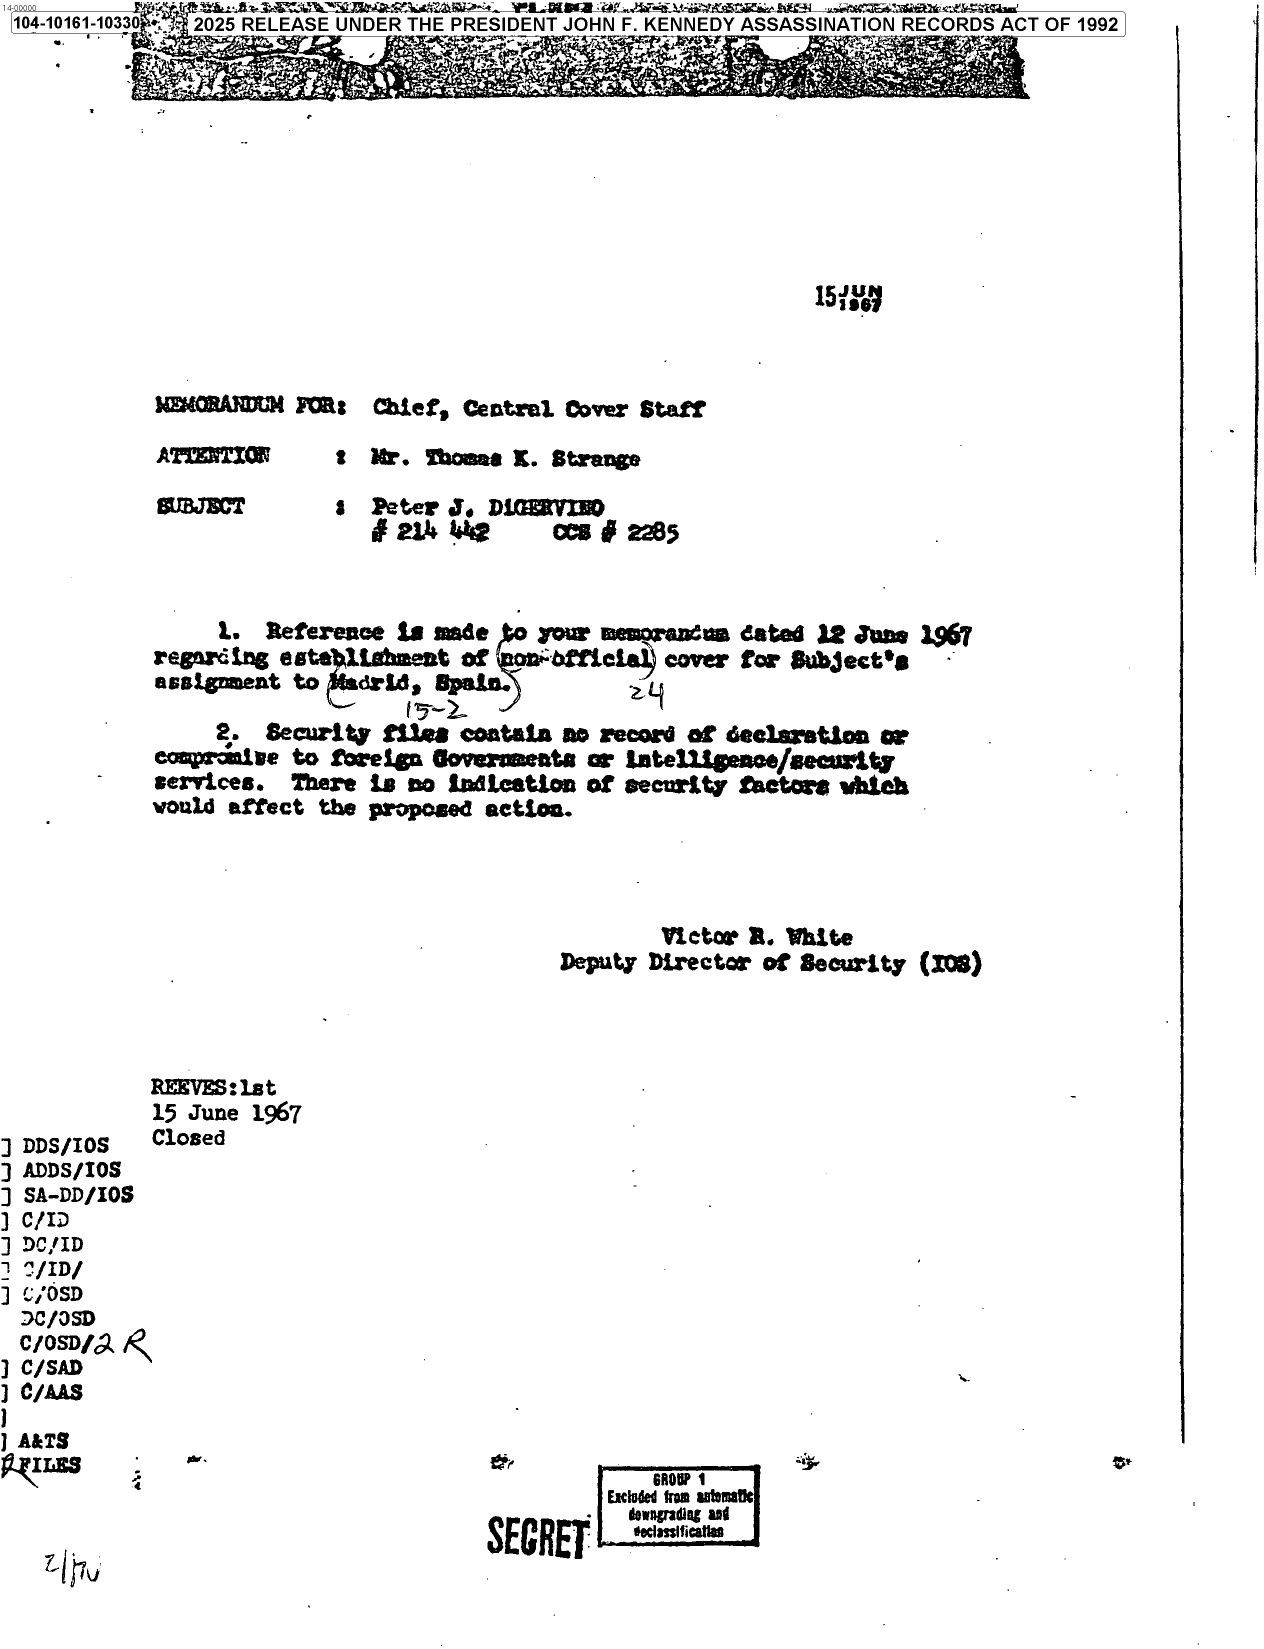 14-00000
104-10161-10330
2025 RELEASE UNDER THE PRESIDENT JOHN F. KENNEDY ASSASSINATION RECORDS ACT OF 1992
15 JUN 1967
MEMORANDUM FOR: Chief, Central Cover Staff
ATTENTION : Mr. Thomas K. Strange
SUBJECT : Peter J. DiGERVINO
# 214 442 CCS # 2285
1. Reference is made to your memorandum dated 12 June 1967
regarding establishment of (non-official) cover for Subject's
assignment to (Madrid, Spain.)
24
15-2
2. Security files contain no record of declaration or
compromise to foreign Governments or intelligence/security
services. There is no indication of security factors which
would affect the proposed action.
Victor R. White
Deputy Director of Security (IOS)
REEVES:lst
15 June 1967
Closed
] DDS/IOS
] ADDS/IOS
] SA-DD/IOS
] C/ID
] DC/ID
] C/ID/
] C/OSD
DC/OSD
C/OSD/2 R
] C/SAD
] C/AAS
]
] A&TS
FILES
GROUP 1
Excluded from automatic
downgrading and
declassification
SECRET